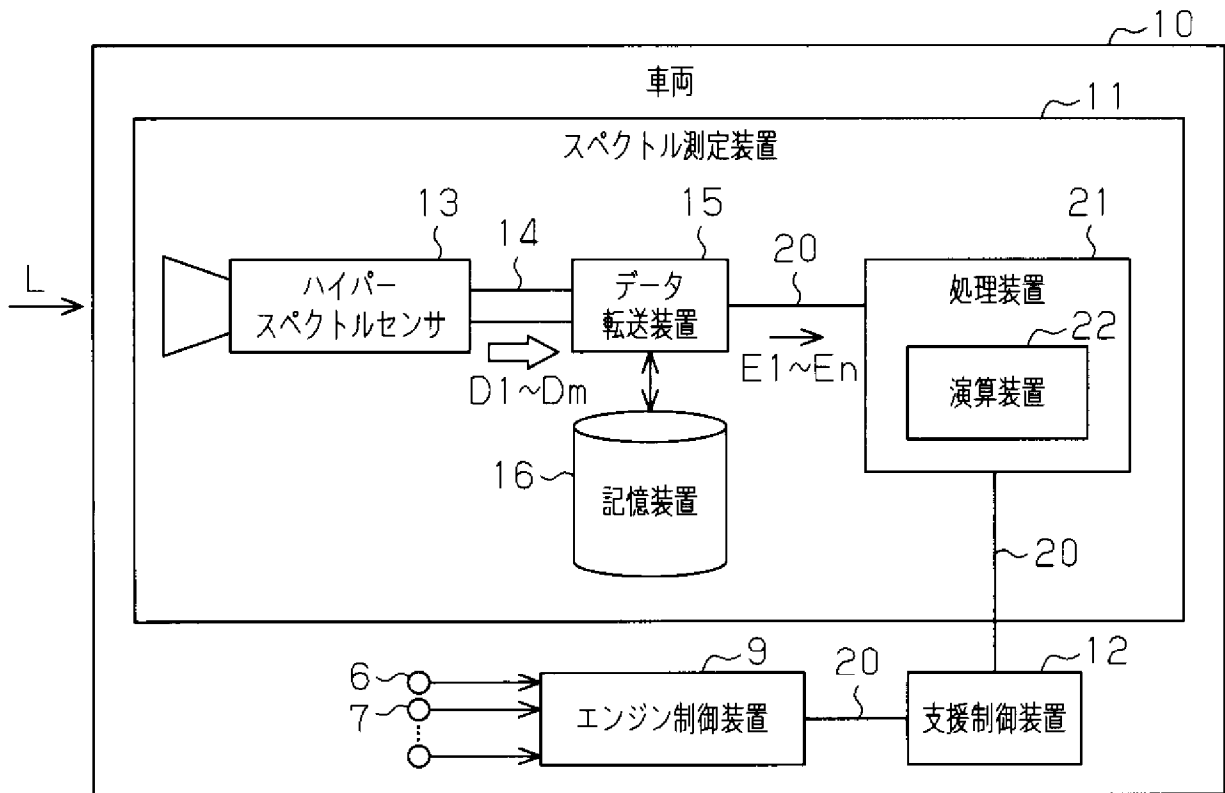 10
車両
11
スペクトル測定装置
13
14
15
20
21
L
ハイパー
スペクトルセンサ
データ
転送装置
処理装置
22
D1~Dm
E1~En
演算装置
16
記憶装置
20
6
7
9
エンジン制御装置
20
12
支援制御装置